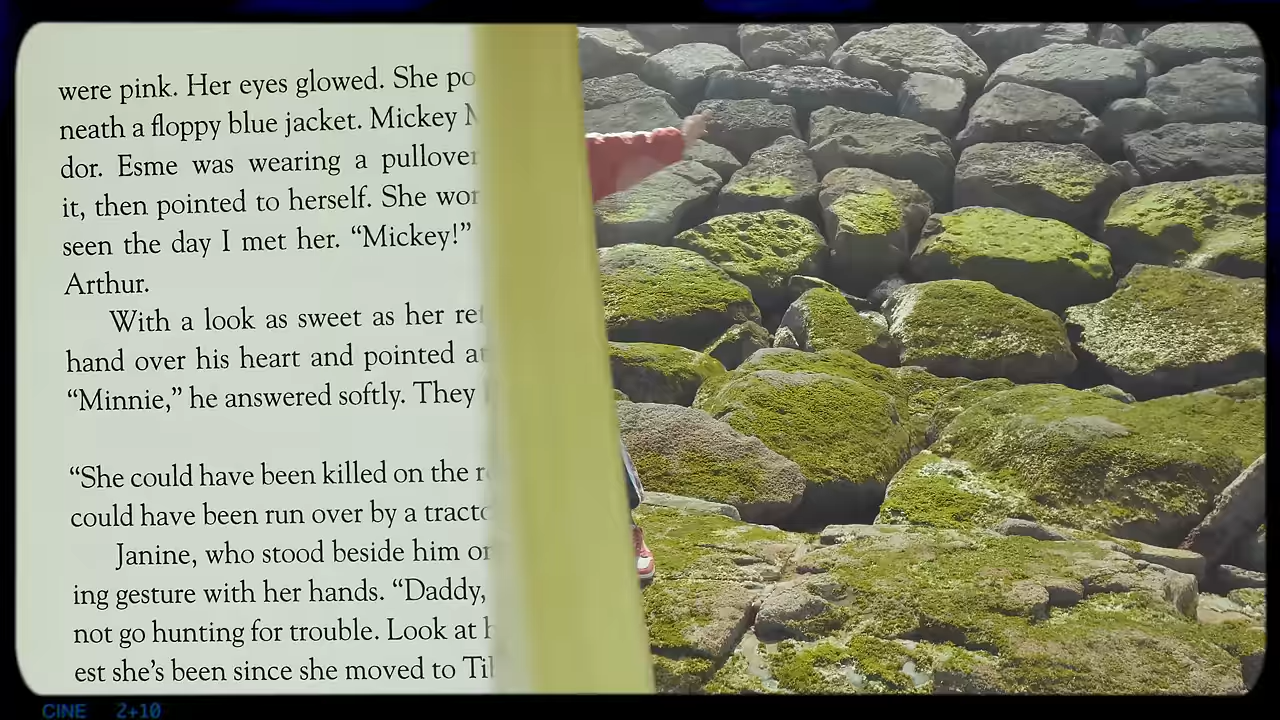 were pink. Her eyes glowed. She po
neath a floppy blue jacket. Mickey
dor. Esme was wearing a pullover
it, then pointed to herself. She wor
seen the day I met her. “Mickey!”
Arthur.
With a look as sweet as her
hand over his heart and pointed at
“Minnie,” he answered softly. They
“She could have been killed on the
could have been run over by a
Janine, who stood beside him or
ing gesture with her hands. “Daddy,
not go hunting for trouble. Look at
est she’s been since she moved to
CINE 2+10